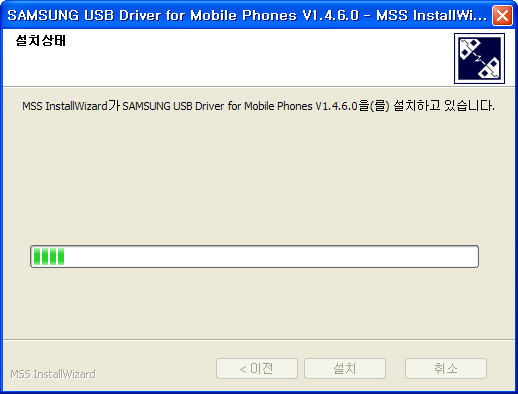 SAMSUNG USB Driver for Mobile Phones V1.4.6.0 - MSS InstallWi...
설치상태
MSS InstallWizard가 SAMSUNG USB Driver for Mobile Phones V1.4.6.0을(를) 설치하고 있습니다.
MSS InstallWizard
< 이전
설치
취소